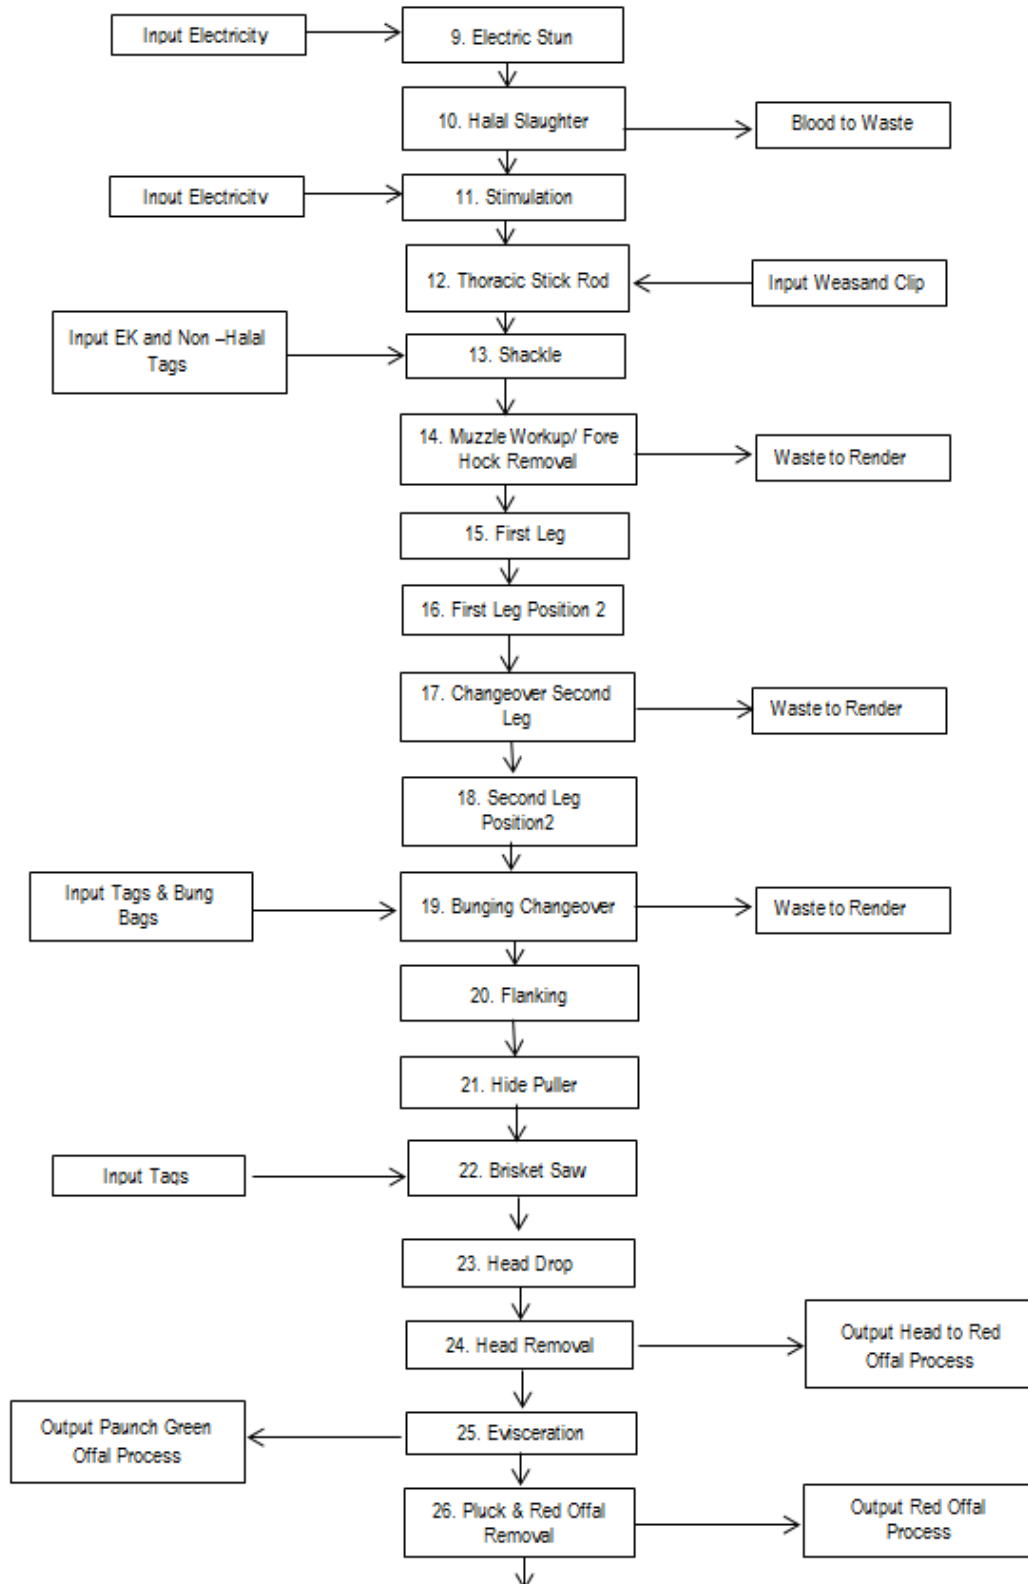 Input Electricity
9. Electric Stun
10. Halal Slaughter
Blood to Waste
Input Electricity
11. Stimulation
12. Thoracic Stick Rod
Input Weasand Clip
Input EK and Non –Halal
Tags
13. Shackle
14. Muzzle Workup/ Fore
Hock Removal
Waste to Render
15. First Leg
16. First Leg Position 2
17. Changeover Second
Leg
Waste to Render
18. Second Leg
Position2
Input Tags & Bung
Bags
19. Bunging Changeover
Waste to Render
20. Flanking
21. Hide Puller
Input Tags
22. Brisket Saw
23. Head Drop
24. Head Removal
Output Head to Red
Offal Process
Output Paunch Green
Offal Process
25. Evisceration
26. Pluck & Red Offal
Removal
Output Red Offal
Process